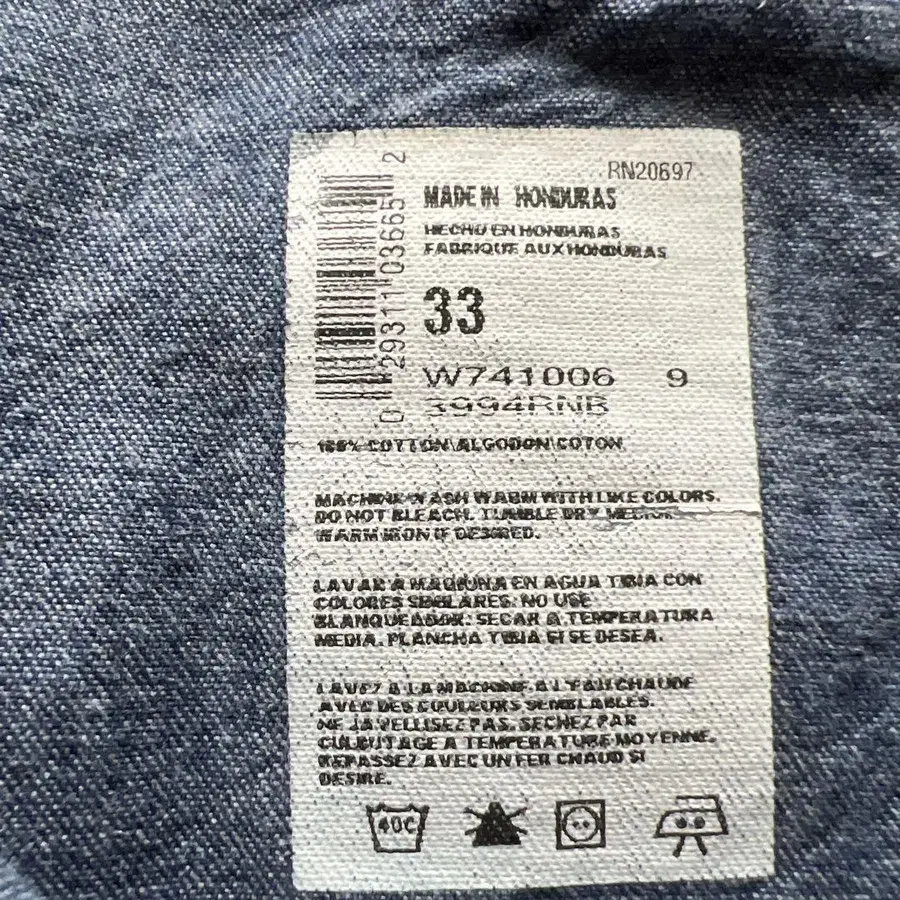 RN20697
0 29311 03665 2
MADE IN HONDURAS
HECHO EN HONDURAS
FABRIQUE AUX HONDURAS
33
W741006 9
3994RNB
100% COTTON\ALGODON\COTON
MACHINE WASH WARM WITH LIKE COLORS.
DO NOT BLEACH. TUMBLE DRY MEDIUM
WARM IRON IF DESIRED.
LAVAR A MAQUINA EN AGUA TIBIA CON
COLORES SIMILARES. NO USE
BLANQUEADOR. SECAR A TEMPERATURA
MEDIA. PLANCHA TIBIA SI SE DESEA.
LAVEZ A LA MACHINE. A L'EAU CHAUDE
AVEC DES COULEURS SEMBLABLES.
NE JAVELLISEZ PAS. SECHEZ PAR
CULBUTAGE A TEMPERATURE MOYENNE.
REPASSEZ AVEC UN FER CHAUD SI
DESIRE.
40C